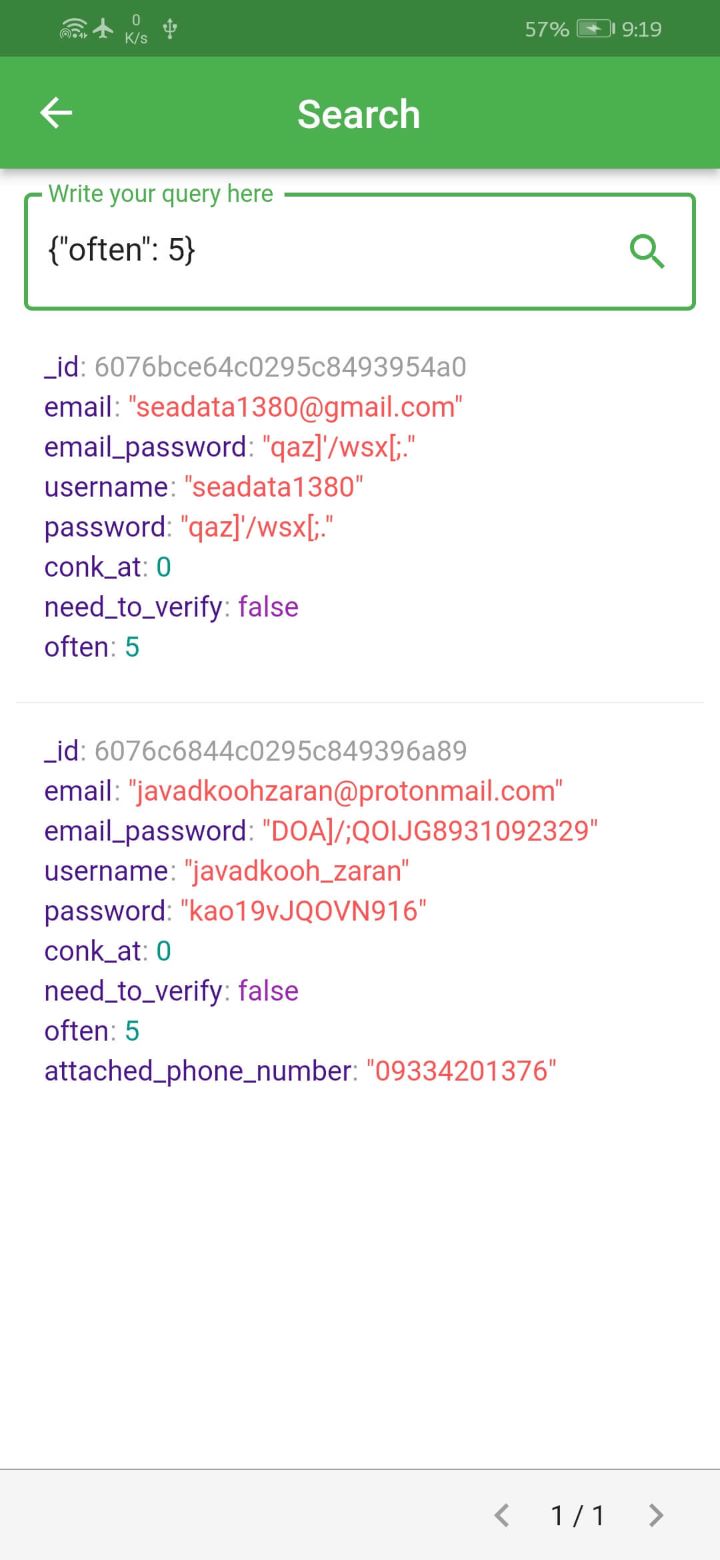 0
K/s
57%
9:19
Search
Write your query here
{"often": 5}
_id: 6076bce64c0295c8493954a0
email: "seadata1380@gmail.com"
email_password: "qaz]'/wsx[;."
username: "seadata1380"
password: "qaz]'/wsx[;."
conk_at: 0
need_to_verify: false
often: 5
_id: 6076c6844c0295c849396a89
email: "javadkoohzaran@protonmail.com"
email_password: "DOA]/;QOIJG8931092329"
username: "javadkooh_zaran"
password: "kao19vJQOVN916"
conk_at: 0
need_to_verify: false
often: 5
attached_phone_number: "09334201376"
1 / 1